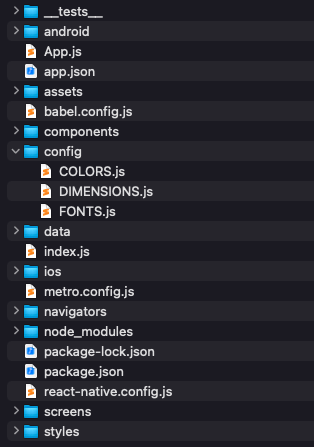 __tests__
android
App.js
app.json
assets
babel.config.js
components
config
COLORS.js
DIMENSIONS.js
FONTS.js
data
index.js
ios
metro.config.js
navigators
node_modules
package-lock.json
package.json
react-native.config.js
screens
styles